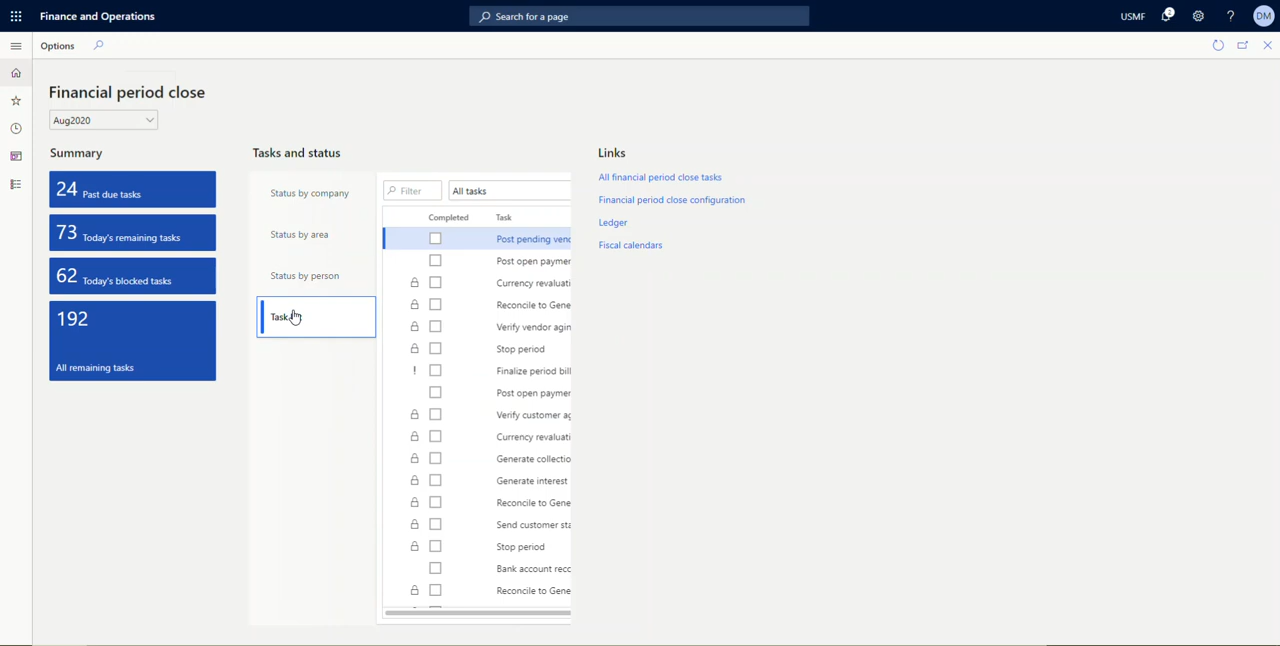 Finance and Operations
Search for a page
USMF
2
?
DM
Options
Financial period close
Aug2020
Summary
24 Past due tasks
73 Today's remaining tasks
62 Today's blocked tasks
192
All remaining tasks
Tasks and status
Status by company
Status by area
Status by person
Task
Filter
All tasks
Completed Task
Post pending vend
Post open paymer
Currency revaluati
Reconcile to Gene
Verify vendor agin
Stop period
! Finalize period bill
Post open paymer
Verify customer ag
Currency revaluati
Generate collectio
Generate interest
Reconcile to Gene
Send customer sta
Stop period
Bank account reco
Reconcile to Gene
Links
All financial period close tasks
Financial period close configuration
Ledger
Fiscal calendars